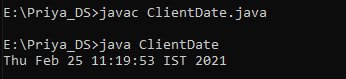 E:\Priya_DS>javac ClientDate.java
E:\Priya_DS>java ClientDate
Thu Feb 25 11:19:53 IST 2021